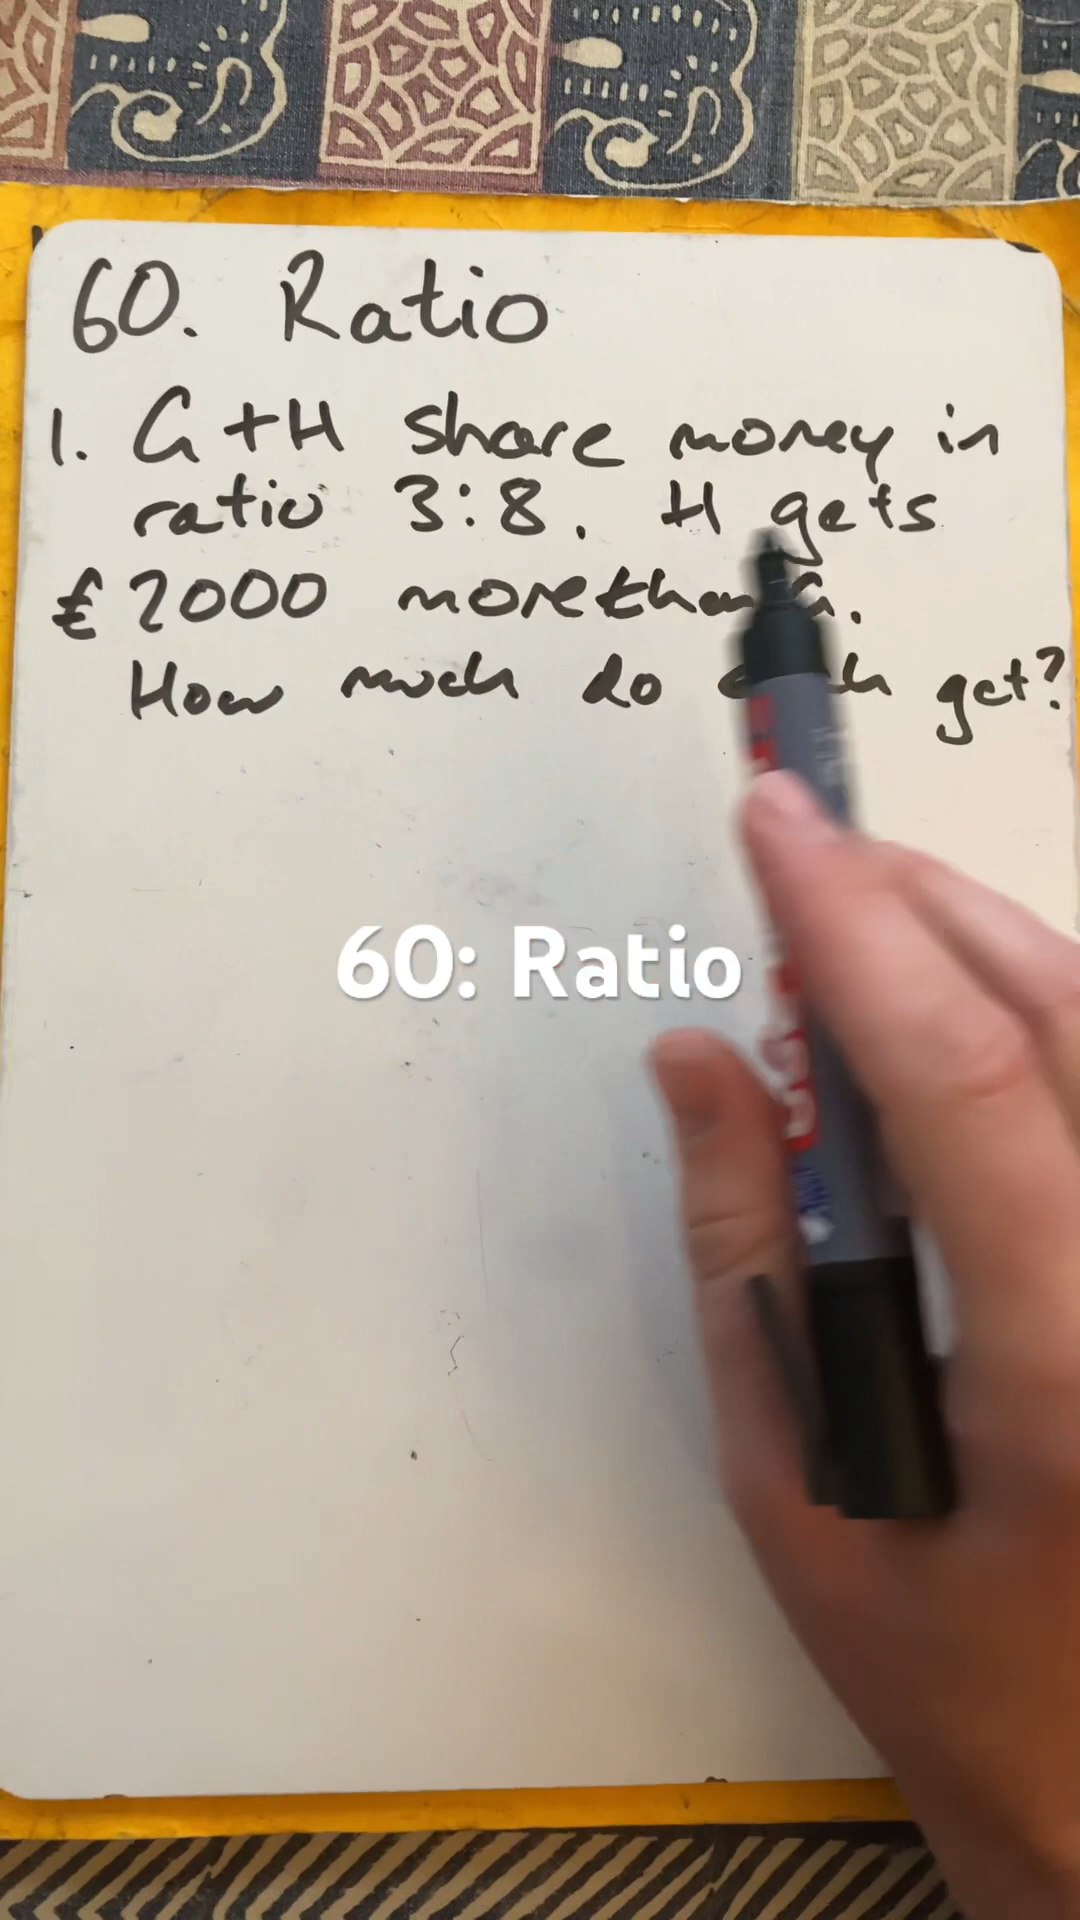 60. Ratio
1. G+H share money in
ratio 3:8. H gets
£2000 more than G.
How much do each get?
60: Ratio